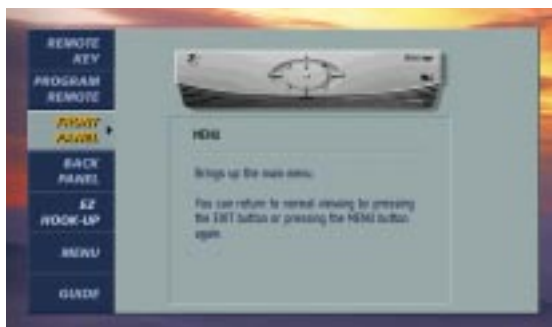 REMOTE
KEY
PROGRAM
REMOTE
FRONT
PANEL
BACK
PANEL
EZ
HOOK-UP
MENU
GUIDE
MENU
Brings up the main menu.
You can return to normal viewing by pressing
the EXIT button or pressing the MENU button
again.